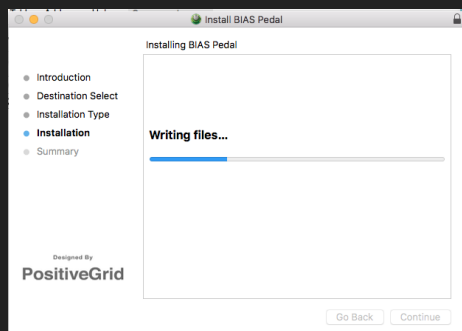 Install BIAS Pedal
Installing BIAS Pedal
Introduction
Destination Select
Installation Type
Installation
Summary
Writing files...
Designed By
PositiveGrid
Go Back
Continue